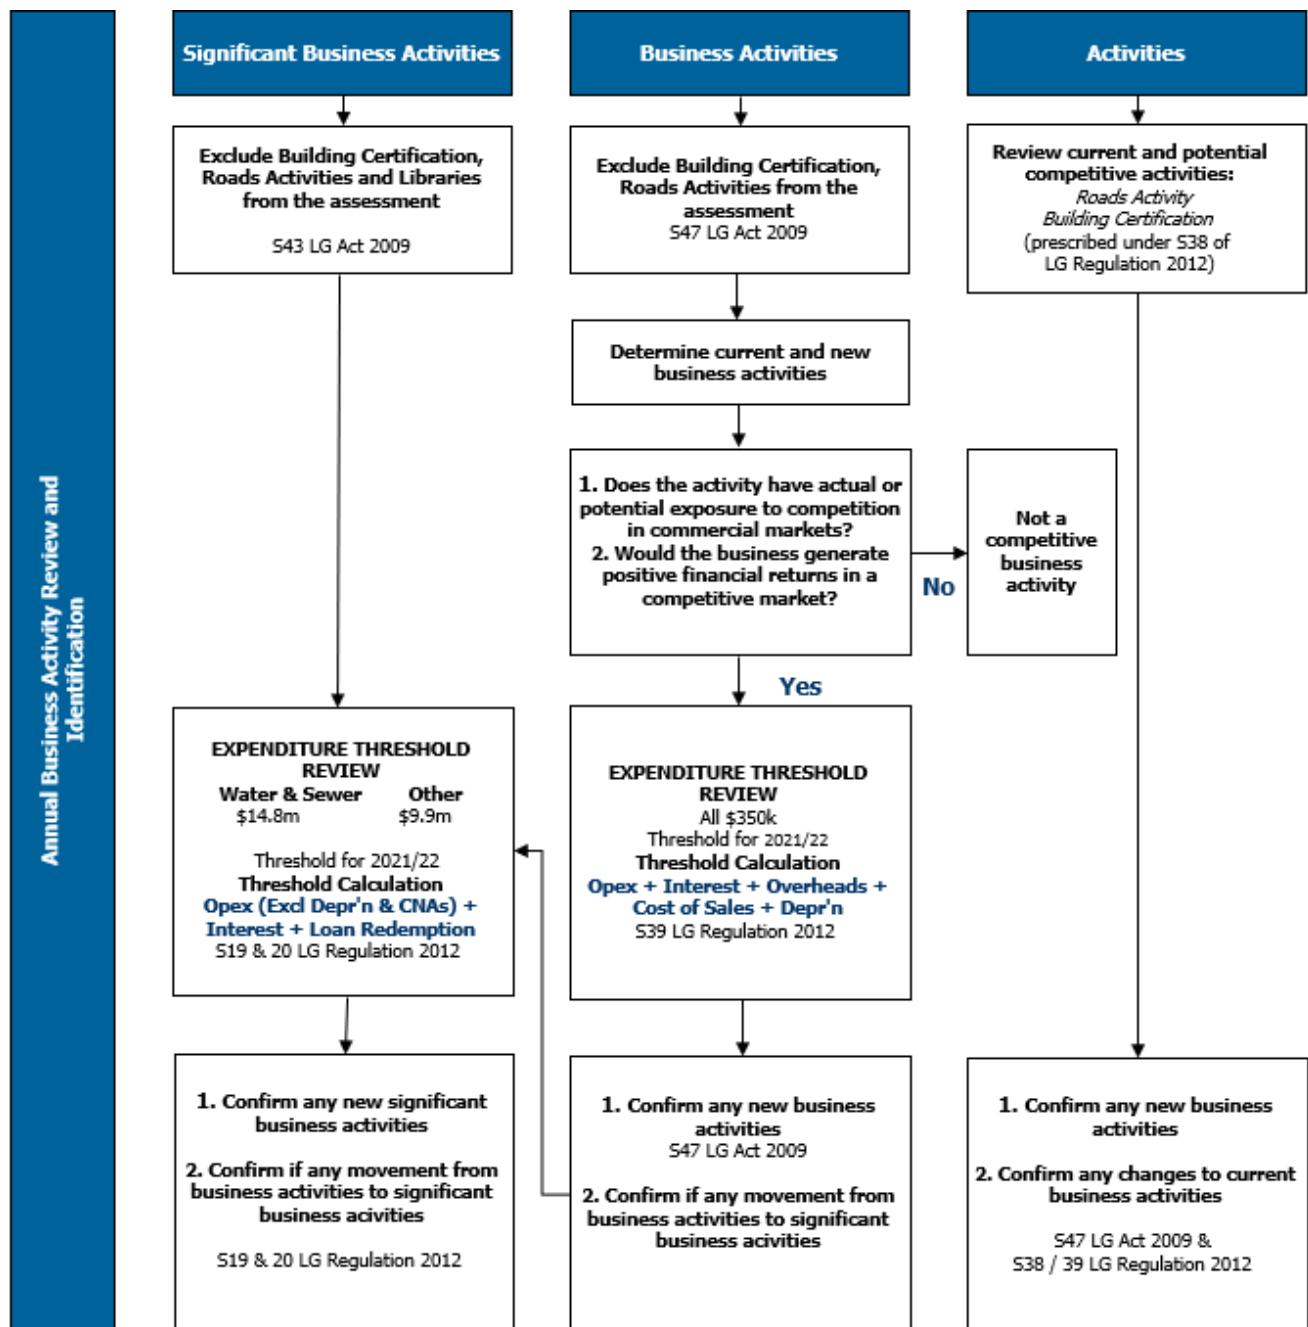 Annual Business Activity Review and
Identification
Significant Business Activities
Exclude Building Certification,
Roads Activities and Libraries
from the assessment
S43 LG Act 2009
EXPENDITURE THRESHOLD
REVIEW
Water & Sewer Other
$14.8m $9.9m
Threshold for 2021/22
Threshold Calculation
Opex (Excl Depr'n & CNAs) +
Interest + Loan Redemption
S19 & 20 LG Regulation 2012
1. Confirm any new significant
business activities
2. Confirm if any movement from
business activities to significant
business acivities
S19 & 20 LG Regulation 2012
Business Activities
Exclude Building Certification,
Roads Activities from the
assessment
S47 LG Act 2009
Determine current and new
business activities
1. Does the activity have actual or
potential exposure to competition
in commercial markets?
2. Would the business generate
positive financial returns in a
competitive market?
No
Not a
competitive
business
activity
Yes
EXPENDITURE THRESHOLD
REVIEW
All $350k
Threshold for 2021/22
Threshold Calculation
Opex + Interest + Overheads +
Cost of Sales + Depr'n
S39 LG Regulation 2012
1. Confirm any new business
activities
S47 LG Act 2009
2. Confirm if any movement from
business activities to significant
business acivities
Activities
Review current and potential
competitive activities:
Roads Activity
Building Certification
(prescribed under S38 of
LG Regulation 2012)
1. Confirm any new business
activities
2. Confirm any changes to current
business activities
S47 LG Act 2009 &
S38 / 39 LG Regulation 2012